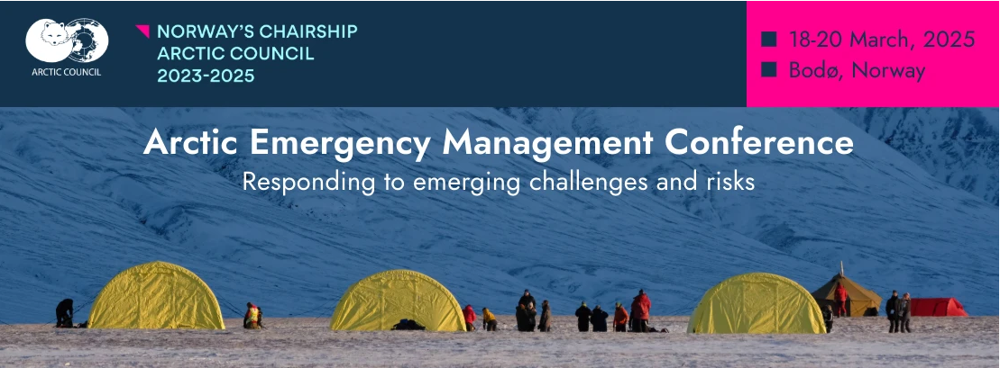 ARCTIC COUNCIL
NORWAY'S CHAIRSHIP
ARCTIC COUNCIL
2023-2025
18-20 March, 2025
Bodø, Norway
Arctic Emergency Management Conference
Responding to emerging challenges and risks